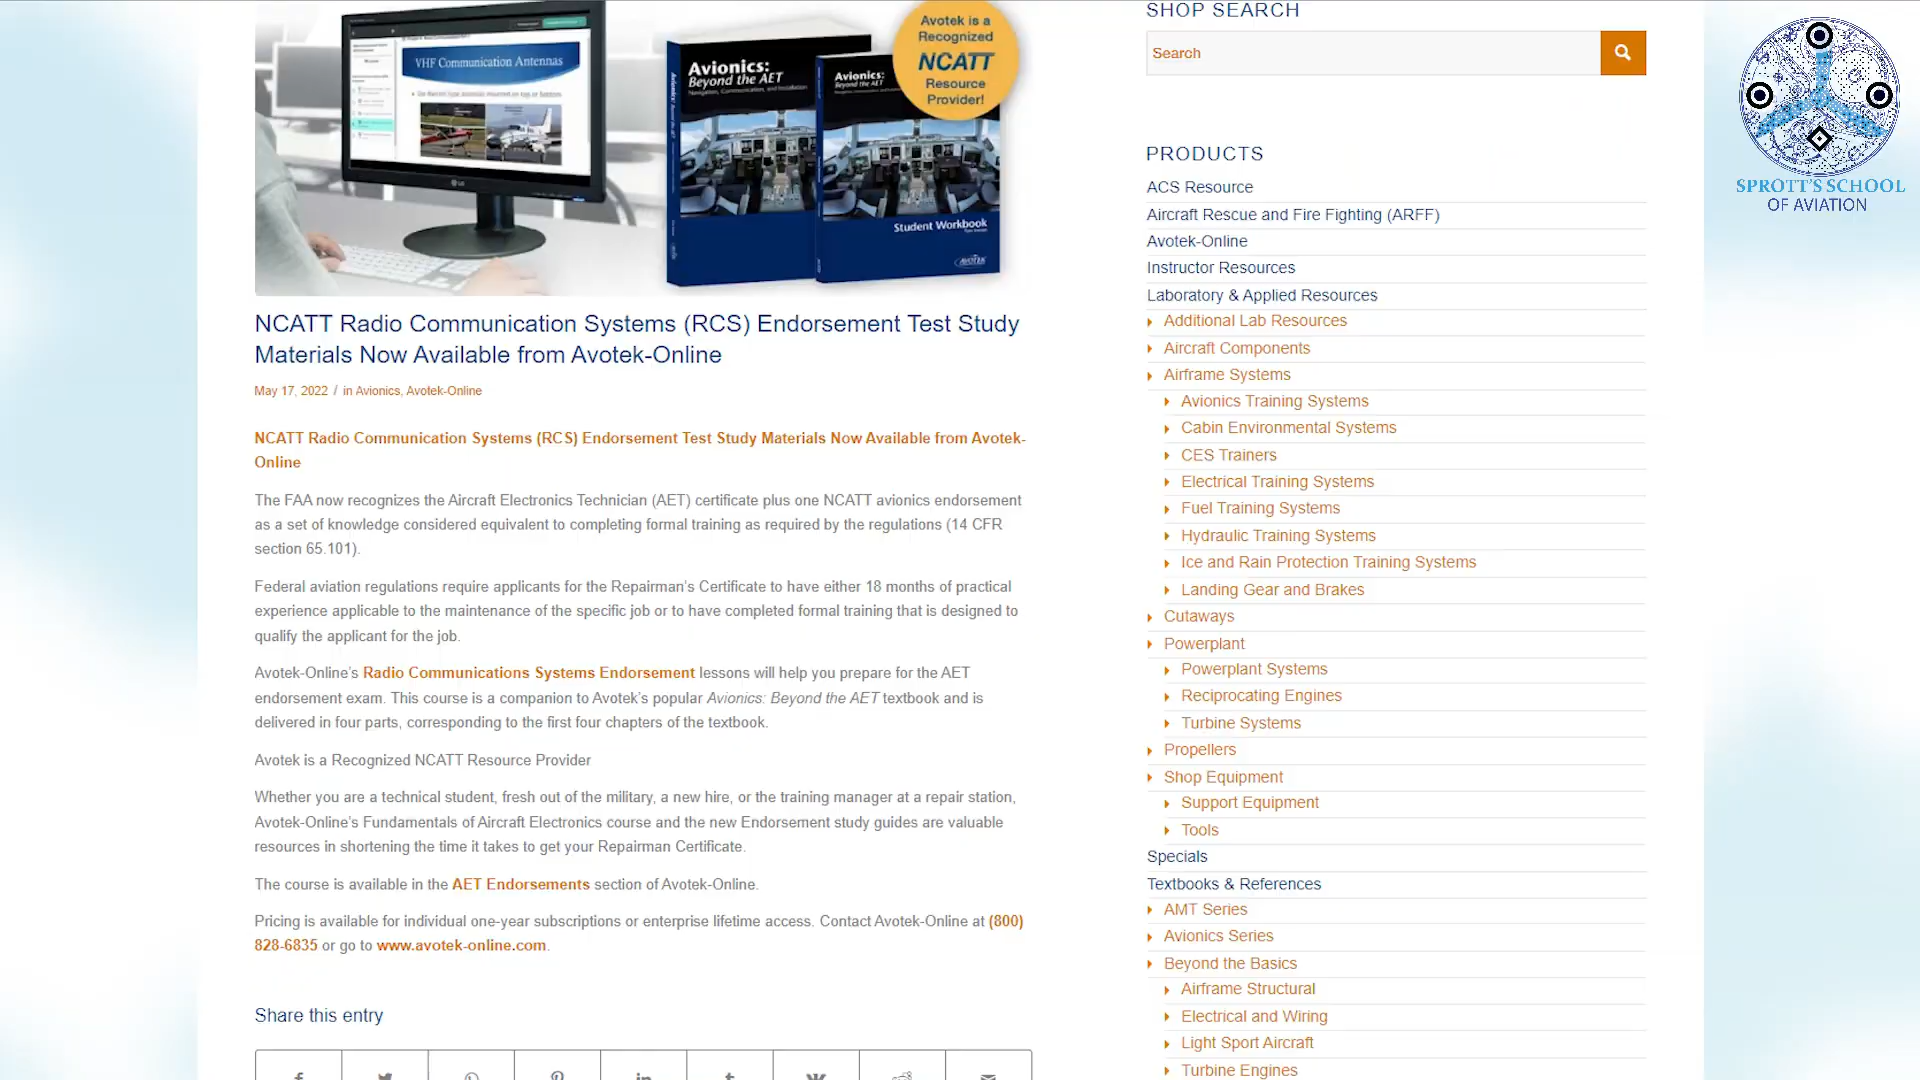 VHF Communication Antennas
Avionics:
Beyond the AET
Navigation, Communication, and Installation
Avionics:
Beyond the AET
Student Workbook
AVOTEK
Avotek is a
Recognized
NCATT
Resource
Provider!
LG
NCATT Radio Communication Systems (RCS) Endorsement Test Study
Materials Now Available from Avotek-Online
May 17, 2022 / in Avionics, Avotek-Online
NCATT Radio Communication Systems (RCS) Endorsement Test Study Materials Now Available from Avotek-
Online
The FAA now recognizes the Aircraft Electronics Technician (AET) certificate plus one NCATT avionics endorsement
as a set of knowledge considered equivalent to completing formal training as required by the regulations (14 CFR
section 65.101).
Federal aviation regulations require applicants for the Repairman's Certificate to have either 18 months of practical
experience applicable to the maintenance of the specific job or to have completed formal training that is designed to
qualify the applicant for the job.
Avotek-Online's Radio Communications Systems Endorsement lessons will help you prepare for the AET
endorsement exam. This course is a companion to Avotek's popular Avionics: Beyond the AET textbook and is
delivered in four parts, corresponding to the first four chapters of the textbook.
Avotek is a Recognized NCATT Resource Provider
Whether you are a technical student, fresh out of the military, a new hire, or the training manager at a repair station,
Avotek-Online's Fundamentals of Aircraft Electronics course and the new Endorsement study guides are valuable
resources in shortening the time it takes to get your Repairman Certificate.
The course is available in the AET Endorsements section of Avotek-Online.
Pricing is available for individual one-year subscriptions or enterprise lifetime access. Contact Avotek-Online at (800)
828-6835 or go to www.avotek-online.com.
Share this entry
SHOP SEARCH
Search
PRODUCTS
ACS Resource
Aircraft Rescue and Fire Fighting (ARFF)
Avotek-Online
Instructor Resources
Laboratory & Applied Resources
Additional Lab Resources
Aircraft Components
Airframe Systems
Avionics Training Systems
Cabin Environmental Systems
CES Trainers
Electrical Training Systems
Fuel Training Systems
Hydraulic Training Systems
Ice and Rain Protection Training Systems
Landing Gear and Brakes
Cutaways
Powerplant
Powerplant Systems
Reciprocating Engines
Turbine Systems
Propellers
Shop Equipment
Support Equipment
Tools
Specials
Textbooks & References
AMT Series
Avionics Series
Beyond the Basics
Airframe Structural
Electrical and Wiring
Light Sport Aircraft
Turbine Engines
SPROTT'S SCHOOL
OF AVIATION